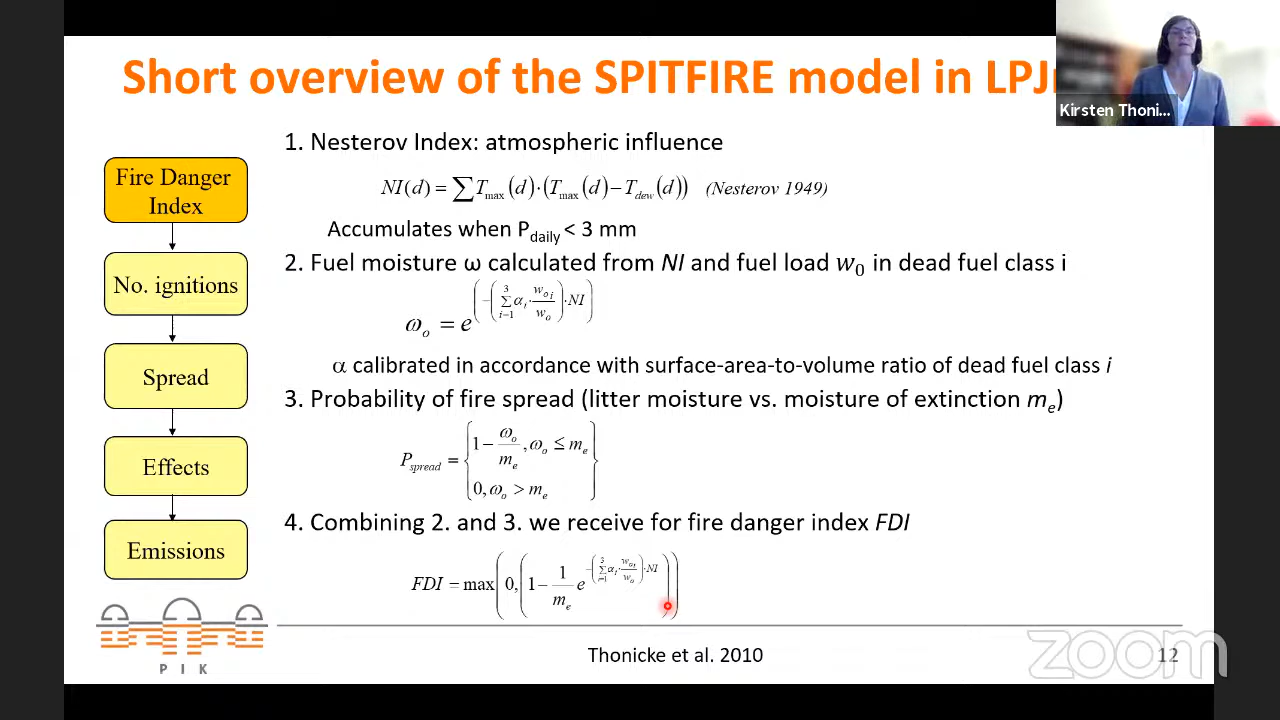 Short overview of the SPITFIRE model in LPJ
Kirsten Thoni...
1. Nesterov Index: atmospheric influence
NI(d) = ∑T_max(d)·(T_max(d) − T_dew(d)) (Nesterov 1949)
Accumulates when P_daily < 3 mm
2. Fuel moisture ω calculated from NI and fuel load w_0 in dead fuel class i
ω_o = e^(−(∑_{i=1}^{3} α_i · w_oi/w_o)·NI)
α calibrated in accordance with surface-area-to-volume ratio of dead fuel class i
3. Probability of fire spread (litter moisture vs. moisture of extinction m_e)
P_spread = {1 − ω_o/m_e, ω_o ≤ m_e
0, ω_o > m_e}
4. Combining 2. and 3. we receive for fire danger index FDI
FDI = max(0, (1 − 1/m_e e^(−(∑_{i=1}^{3} α_i · w_oi/w_o)·NI)))
Fire Danger
Index
No. ignitions
Spread
Effects
Emissions
P I K
Thonicke et al. 2010
zoom
12